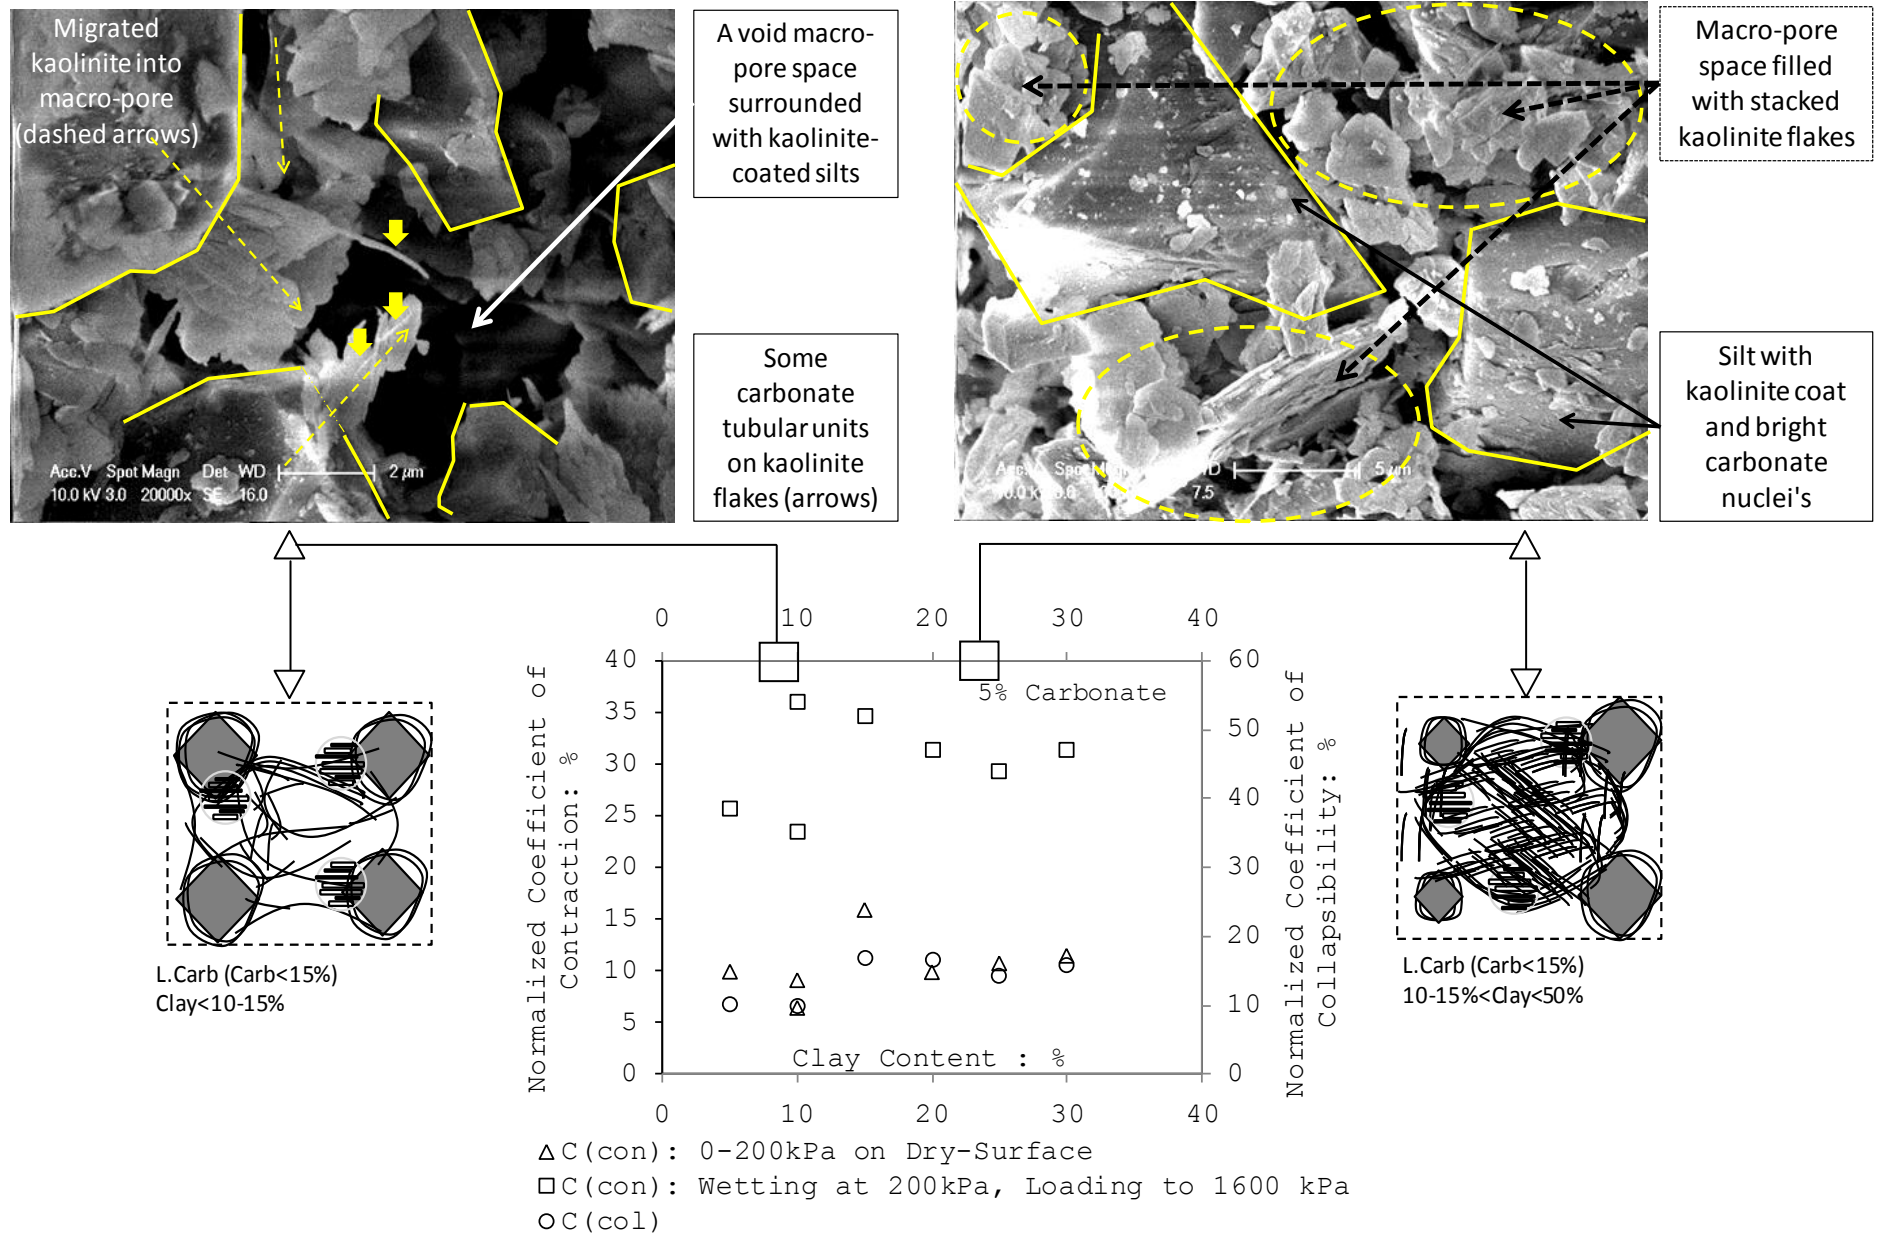 Migrated
kaolinite into
macro-pore
(dashed arrows)
Acc.V Spot Magn Det WD
10.0 kV 3.0 20000x SE 16.0
2 μm
A void macro-
pore space
surrounded
with kaolinite-
coated silts
Some
carbonate
tubular units
on kaolinite
flakes (arrows)
7.5
5 μm
Macro-pore
space filled
with stacked
kaolinite flakes
Silt with
kaolinite coat
and bright
carbonate
nuclei's
L.Carb (Carb<15%)
Clay<10-15%
0 10 20 30 40
Normalized Coefficient of
Contraction: %
40
35
30
25
20
15
10
5
0
5% Carbonate
Clay Content : %
60
50
40
30
20
10
0
Normalized Coefficient of
Collapsibility: %
0 10 20 30 40
C(con): 0-200kPa on Dry-Surface
C(con): Wetting at 200kPa, Loading to 1600 kPa
C(col)
L.Carb (Carb<15%)
10-15%<Clay<50%